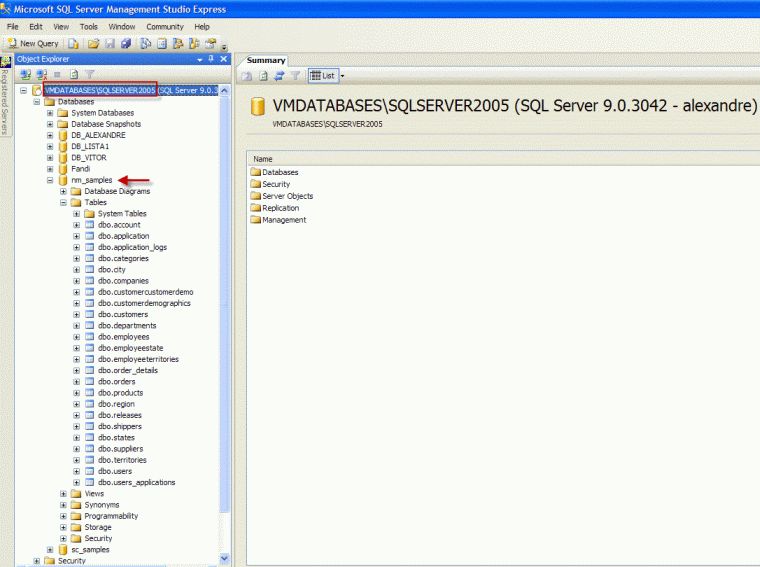 Microsoft SQL Server Management Studio Express
File Edit View Tools Window Community Help
New Query
Object Explorer
Registered Servers
VMDATABASES\SQLSERVER2005 (SQL Server 9.0.3
Databases
System Databases
Database Snapshots
DB_ALEXANDRE
DB_LISTA1
DB_VITOR
Fandi
nm_samples
Database Diagrams
Tables
System Tables
dbo.account
dbo.application
dbo.application_logs
dbo.categories
dbo.city
dbo.companies
dbo.customercustomerdemo
dbo.customerdemographics
dbo.customers
dbo.departments
dbo.employees
dbo.employeestate
dbo.employeeterritories
dbo.order_details
dbo.orders
dbo.products
dbo.region
dbo.releases
dbo.shippers
dbo.states
dbo.suppliers
dbo.territories
dbo.users
dbo.users_applications
Views
Synonyms
Programmability
Storage
Security
sc_samples
Security
Summary
List
VMDATABASES\SQLSERVER2005 (SQL Server 9.0.3042 - alexandre)
VMDATABASES\SQLSERVER2005
Name
Databases
Security
Server Objects
Replication
Management